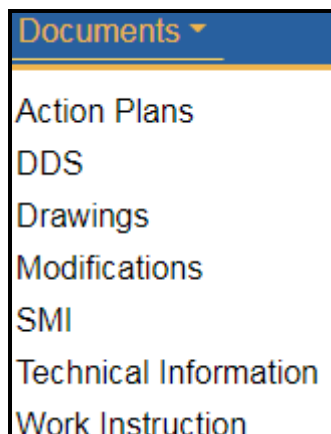 Documents
Action Plans
DDS
Drawings
Modifications
SMI
Technical Information
Work Instruction